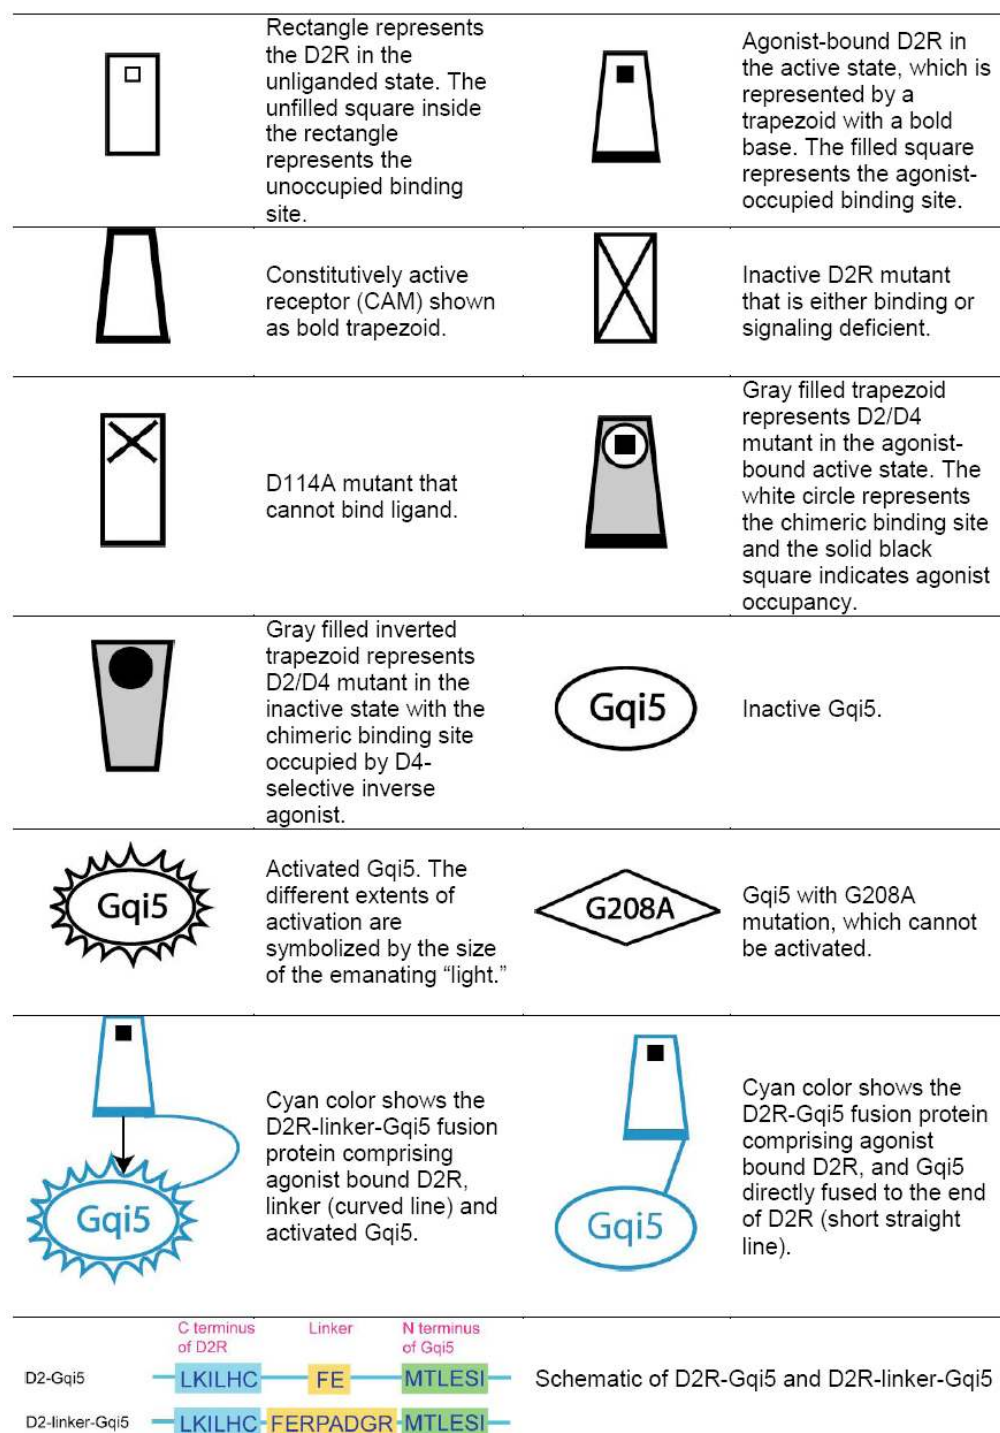 Rectangle represents
the D2R in the
unliganded state. The
unfilled square inside
the rectangle
represents the
unoccupied binding
site.
Agonist-bound D2R in
the active state, which is
represented by a
trapezoid with a bold
base. The filled square
represents the agonist-
occupied binding site.
Constitutively active
receptor (CAM) shown
as bold trapezoid.
Inactive D2R mutant
that is either binding or
signaling deficient.
D114A mutant that
cannot bind ligand.
Gray filled trapezoid
represents D2/D4
mutant in the agonist-
bound active state. The
white circle represents
the chimeric binding site
and the solid black
square indicates agonist
occupancy.
Gray filled inverted
trapezoid represents
D2/D4 mutant in the
inactive state with the
chimeric binding site
occupied by D4-
selective inverse
agonist.
Gqi5
Inactive Gqi5.
Gqi5
Activated Gqi5. The
different extents of
activation are
symbolized by the size
of the emanating “light.”
G208A
Gqi5 with G208A
mutation, which cannot
be activated.
Gqi5
Cyan color shows the
D2R-linker-Gqi5 fusion
protein comprising
agonist bound D2R,
linker (curved line) and
activated Gqi5.
Gqi5
Cyan color shows the
D2R-Gqi5 fusion protein
comprising agonist
bound D2R, and Gqi5
directly fused to the end
of D2R (short straight
line).
C terminus
of D2R
Linker
N terminus
of Gqi5
D2-Gqi5
LKILHC FE MTLESI
D2-linker-Gqi5
LKILHC FERPADGR MTLESI
Schematic of D2R-Gqi5 and D2R-linker-Gqi5